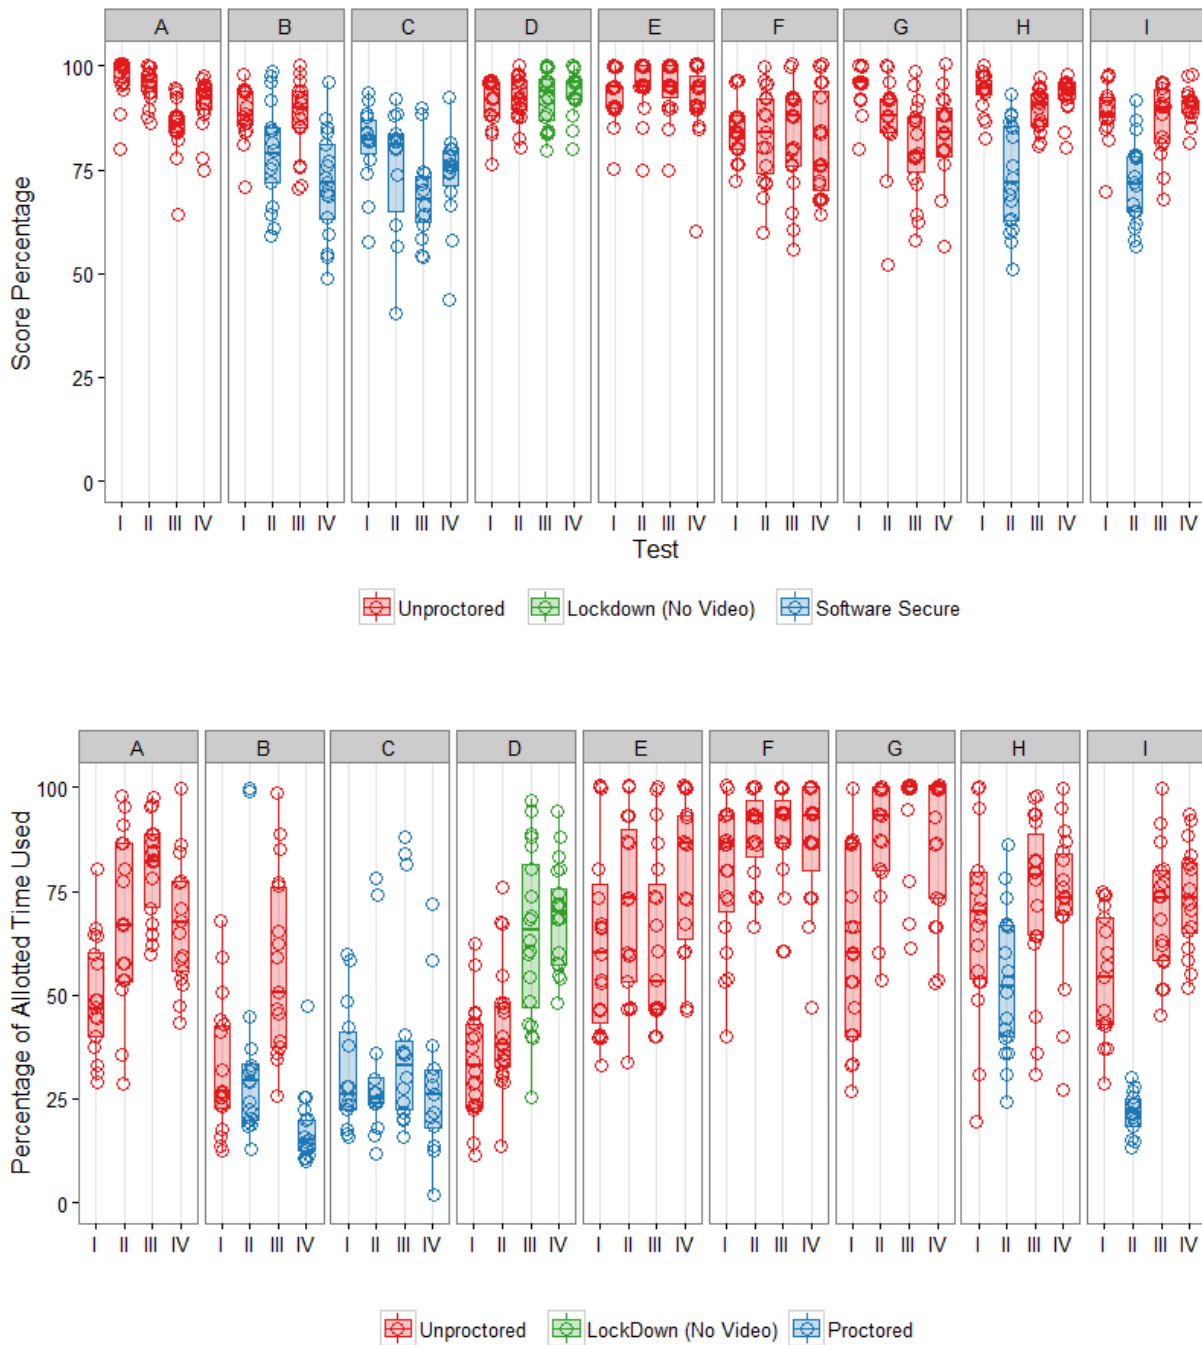 A B C D E F G H I
100
75
50
25
0
Score Percentage
I II III IV I II III IV I II III IV I II III IV I II III IV I II III IV I II III IV I II III IV I II III IV
Test
Unproctored Lockdown (No Video) Software Secure
A B C D E F G H I
100
75
50
25
0
Percentage of Allotted Time Used
I II III IV I II III IV I II III IV I II III IV I II III IV I II III IV I II III IV I II III IV I II III IV
Unproctored LockDown (No Video) Proctored